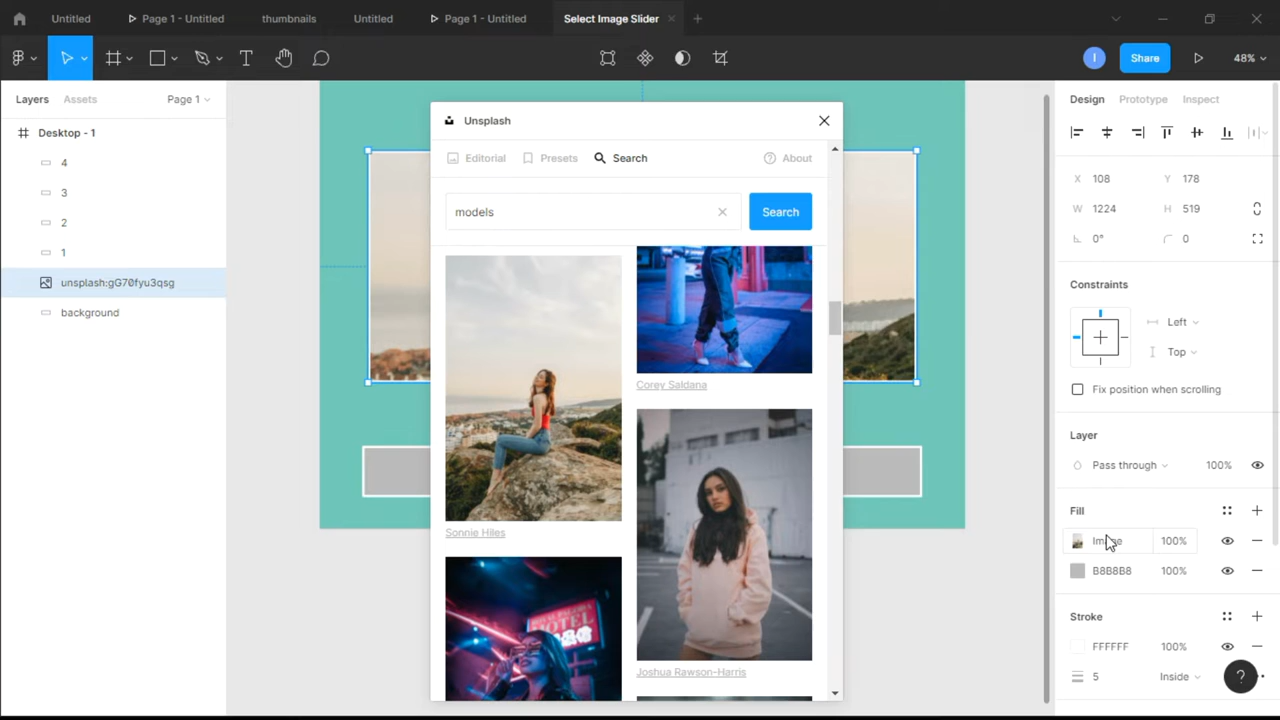 Untitled
Page 1 - Untitled
thumbnails
Untitled
Page 1 - Untitled
Select Image Slider
I
Share
48%
Layers
Assets
Page 1
Desktop - 1
4
3
2
1
unsplash:gG70fyu3qsg
background
Unsplash
Editorial
Presets
Search
About
models
Search
Sonnie Hiles
Corey Saldana
Joshua Rawson-Harris
HOTEL
Design
Prototype
Inspect
X 108
Y 178
W 1224
H 519
0°
0
Constraints
Left
Top
Fix position when scrolling
Layer
Pass through
100%
Fill
Image
100%
B8B8B8
100%
Stroke
FFFFFF
100%
5
Inside
?